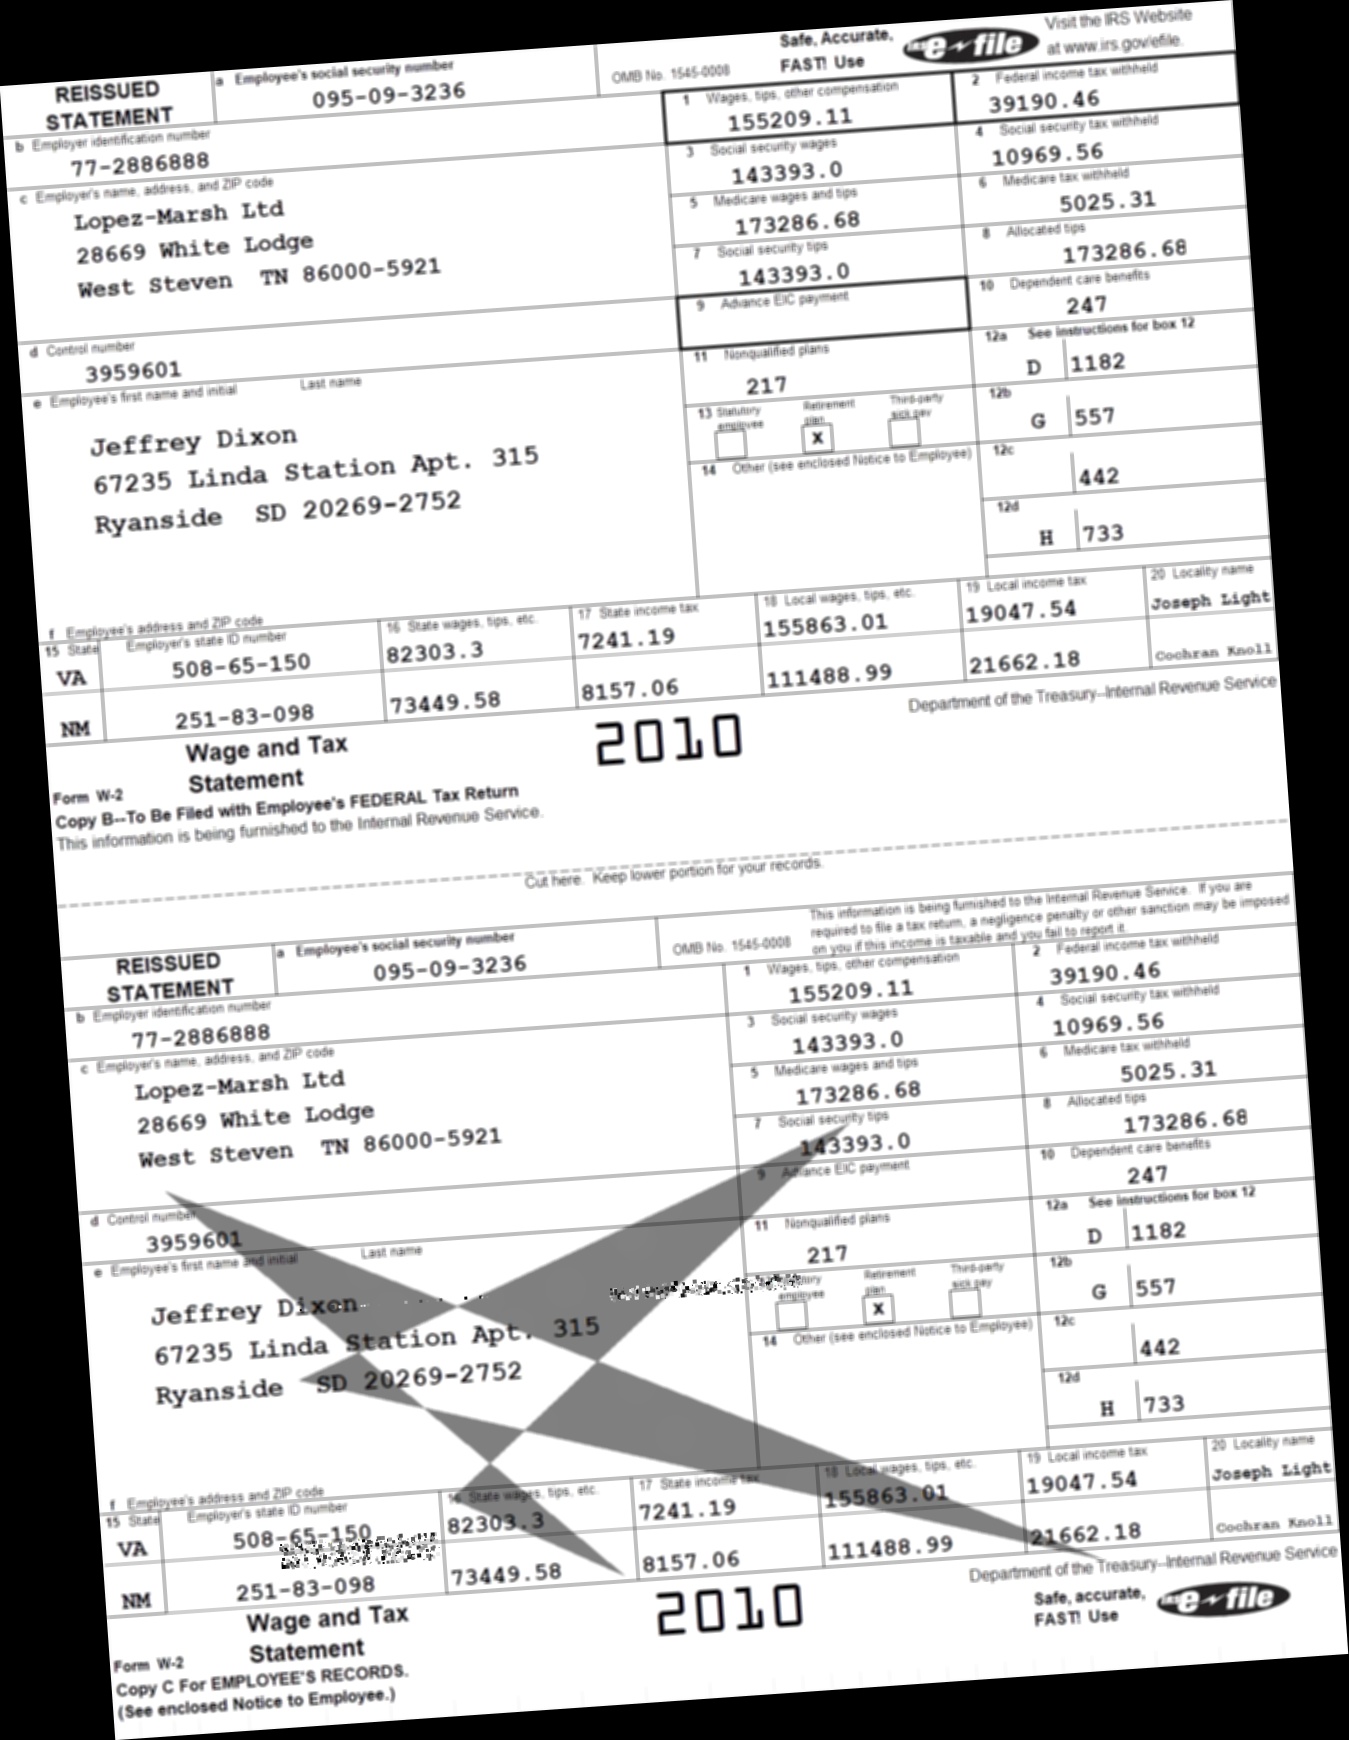 REISSUED
STATEMENT
a Employee's social security number
095-09-3236
OMB No. 1545-0008
Safe, Accurate,
FAST! Use
IRS e-file
Visit the IRS Website
at www.irs.gov/efile.
b Employer identification number
77-2886888
1 Wages, tips, other compensation
155209.11
2 Federal income tax withheld
39190.46
c Employer's name, address, and ZIP code
Lopez-Marsh Ltd
28669 White Lodge
West Steven TN 86000-5921
3 Social security wages
143393.0
4 Social security tax withheld
10969.56
5 Medicare wages and tips
173286.68
6 Medicare tax withheld
5025.31
7 Social security tips
143393.0
8 Allocated tips
173286.68
d Control number
3959601
9 Advance EIC payment
10 Dependent care benefits
247
e Employee's first name and initial Last name
Jeffrey Dixon
67235 Linda Station Apt. 315
Ryanside SD 20269-2752
11 Nonqualified plans
217
12a See instructions for box 12
D 1182
13 Statutory employee
Retirement plan
X
Third-party sick pay
12b
G 557
14 Other (see enclosed Notice to Employee)
12c
442
12d
H 733
f Employee's address and ZIP code
15 State Employer's state ID number 16 State wages, tips, etc. 17 State income tax 18 Local wages, tips, etc. 19 Local income tax 20 Locality name
VA 508-65-150 82303.3 7241.19 155863.01 19047.54 Joseph Light
NM 251-83-098 73449.58 8157.06 111488.99 21662.18 Cochran Knoll
Form W-2
Wage and Tax
Statement
2010
Department of the Treasury--Internal Revenue Service
Copy B--To Be Filed with Employee's FEDERAL Tax Return
This information is being furnished to the Internal Revenue Service.
Cut here. Keep lower portion for your records.
REISSUED
STATEMENT
a Employee's social security number
095-09-3236
OMB No. 1545-0008
This information is being furnished to the Internal Revenue Service. If you are
required to file a tax return, a negligence penalty or other sanction may be imposed
on you if this income is taxable and you fail to report it.
b Employer identification number
77-2886888
1 Wages, tips, other compensation
155209.11
2 Federal income tax withheld
39190.46
c Employer's name, address, and ZIP code
Lopez-Marsh Ltd
28669 White Lodge
West Steven TN 86000-5921
3 Social security wages
143393.0
4 Social security tax withheld
10969.56
5 Medicare wages and tips
173286.68
6 Medicare tax withheld
5025.31
7 Social security tips
143393.0
8 Allocated tips
173286.68
d Control number
3959601
9 Advance EIC payment
10 Dependent care benefits
247
e Employee's first name and initial Last name
Jeffrey Dixon
67235 Linda Station Apt. 315
Ryanside SD 20269-2752
11 Nonqualified plans
217
12a See instructions for box 12
D 1182
employee
Retirement plan
X
Third-party sick pay
12b
G 557
14 Other (see enclosed Notice to Employee)
12c
442
12d
H 733
f Employee's address and ZIP code
15 State Employer's state ID number 16 State wages, tips, etc. 17 State income tax 18 Local wages, tips, etc. 19 Local income tax 20 Locality name
VA 508-65-150 82303.3 7241.19 155863.01 19047.54 Joseph Light
NM 251-83-098 73449.58 8157.06 111488.99 21662.18 Cochran Knoll
Form W-2
Wage and Tax
Statement
2010
Department of the Treasury--Internal Revenue Service
Safe, accurate,
FAST! Use
IRS e-file
Copy C For EMPLOYEE'S RECORDS.
(See enclosed Notice to Employee.)